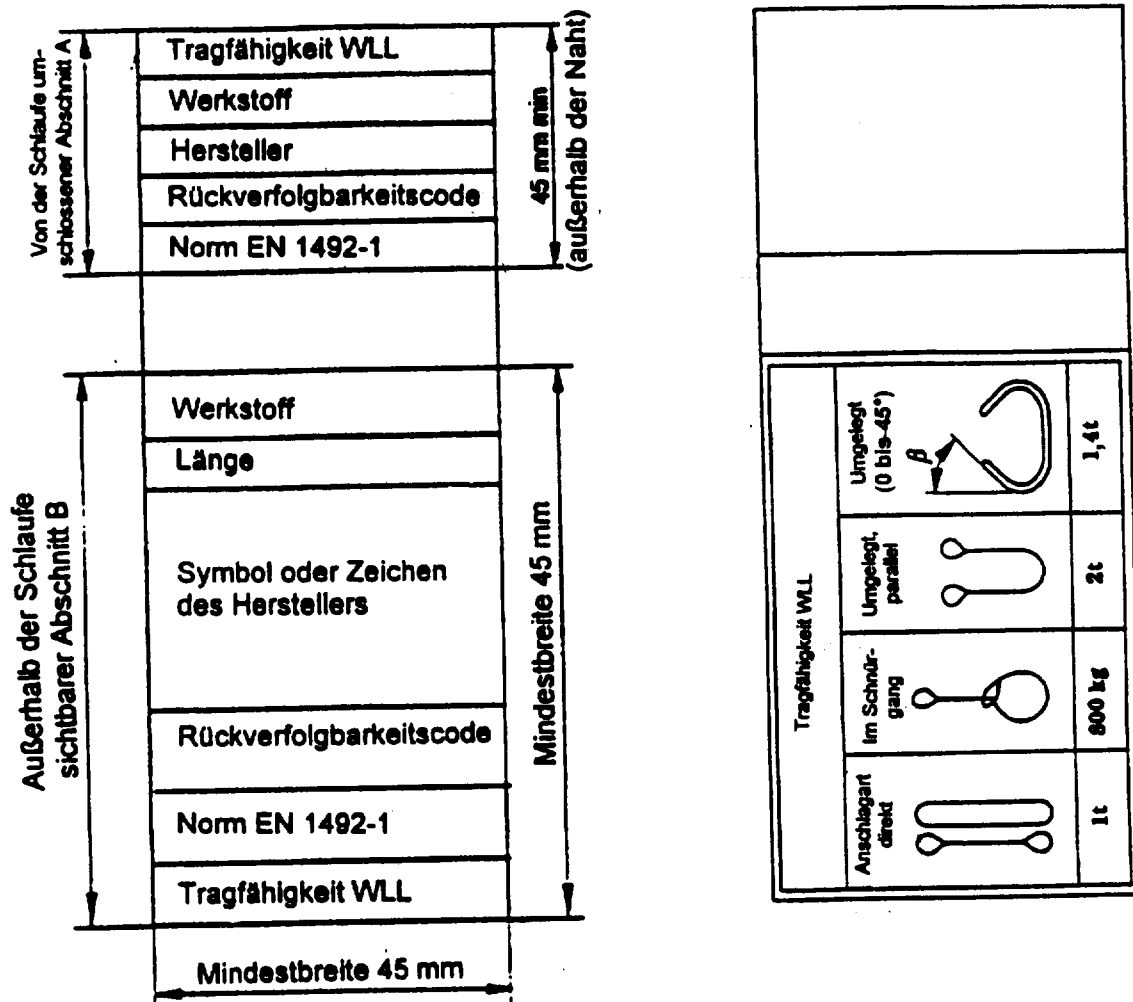 Von der Schlaufe um-
schlossener Abschnitt A
Tragfähigkeit WLL
Werkstoff
Hersteller
Rückverfolgbarkeitscode
Norm EN 1492-1
45 mm min
(außerhalb der Naht)
Außerhalb der Schlaufe
sichtbarer Abschnitt B
Werkstoff
Länge
Symbol oder Zeichen
des Herstellers
Rückverfolgbarkeitscode
Norm EN 1492-1
Tragfähigkeit WLL
Mindestbreite 45 mm
Mindestbreite 45 mm
Tragfähigkeit WLL
Anschlagart
direkt
Im Schnür-
gang
Umgelegt,
parallel
Umgelegt
(0 bis 45°)
β
1t
800 kg
2t
1,4t